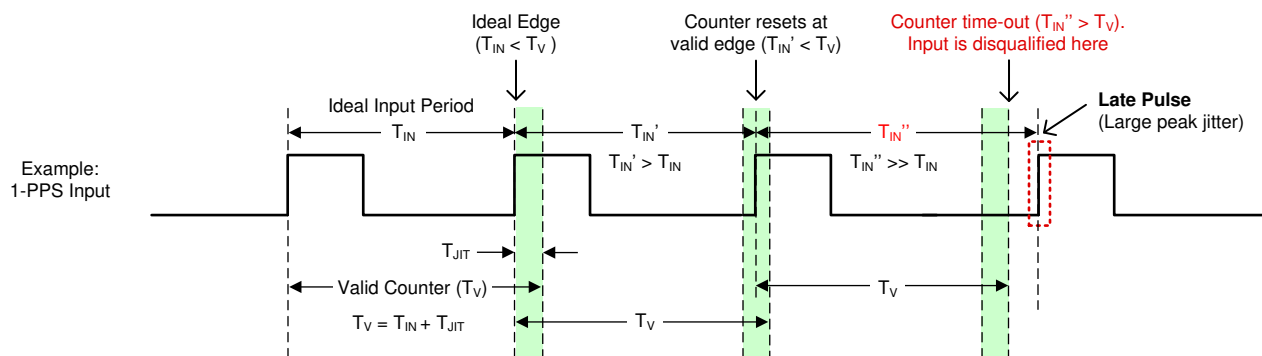 Ideal Edge
(T_IN < T_V )
Counter resets at
valid edge (T_IN' < T_V)
Counter time-out (T_IN'' > T_V).
Input is disqualified here
Ideal Input Period
T_IN
T_IN'
T_IN''
Late Pulse
(Large peak jitter)
Example:
1-PPS Input
T_IN' > T_IN
T_IN'' >> T_IN
T_JIT
Valid Counter (T_V)
T_V
T_V = T_IN + T_JIT
T_V